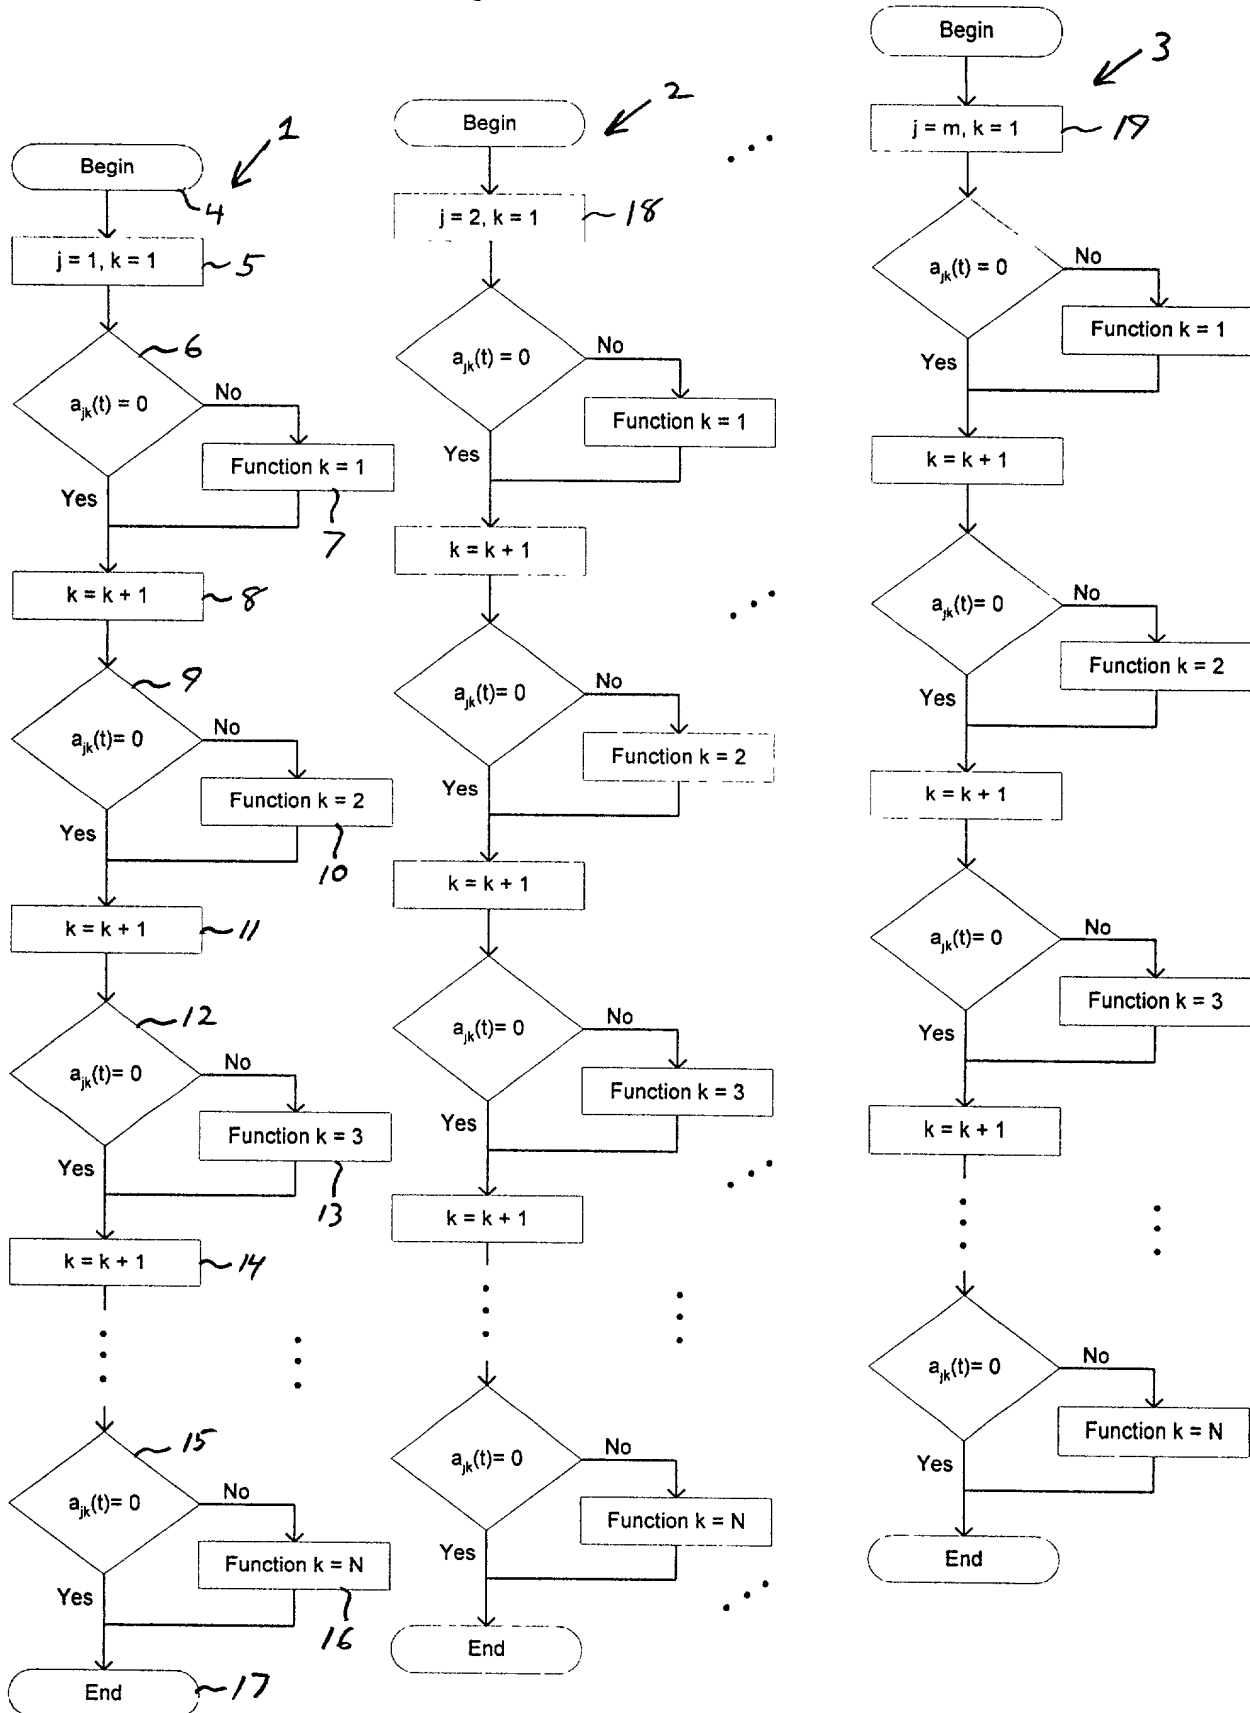 1
Begin
4
j = 1, k = 1
5
6
a_jk(t) = 0
No
Function k = 1
7
Yes
k = k + 1
8
9
a_jk(t)= 0
No
Function k = 2
10
Yes
k = k + 1
11
12
a_jk(t)= 0
No
Function k = 3
13
Yes
k = k + 1
14
15
a_jk(t)= 0
No
Function k = N
16
Yes
End
17
2
Begin
j = 2, k = 1
18
a_jk(t) = 0
No
Function k = 1
Yes
k = k + 1
a_jk(t)= 0
No
Function k = 2
Yes
k = k + 1
a_jk(t)= 0
No
Function k = 3
Yes
k = k + 1
a_jk(t)= 0
No
Function k = N
Yes
End
3
Begin
j = m, k = 1
19
a_jk(t) = 0
No
Function k = 1
Yes
k = k + 1
a_jk(t)= 0
No
Function k = 2
Yes
k = k + 1
a_jk(t)= 0
No
Function k = 3
Yes
k = k + 1
a_jk(t)= 0
No
Function k = N
Yes
End